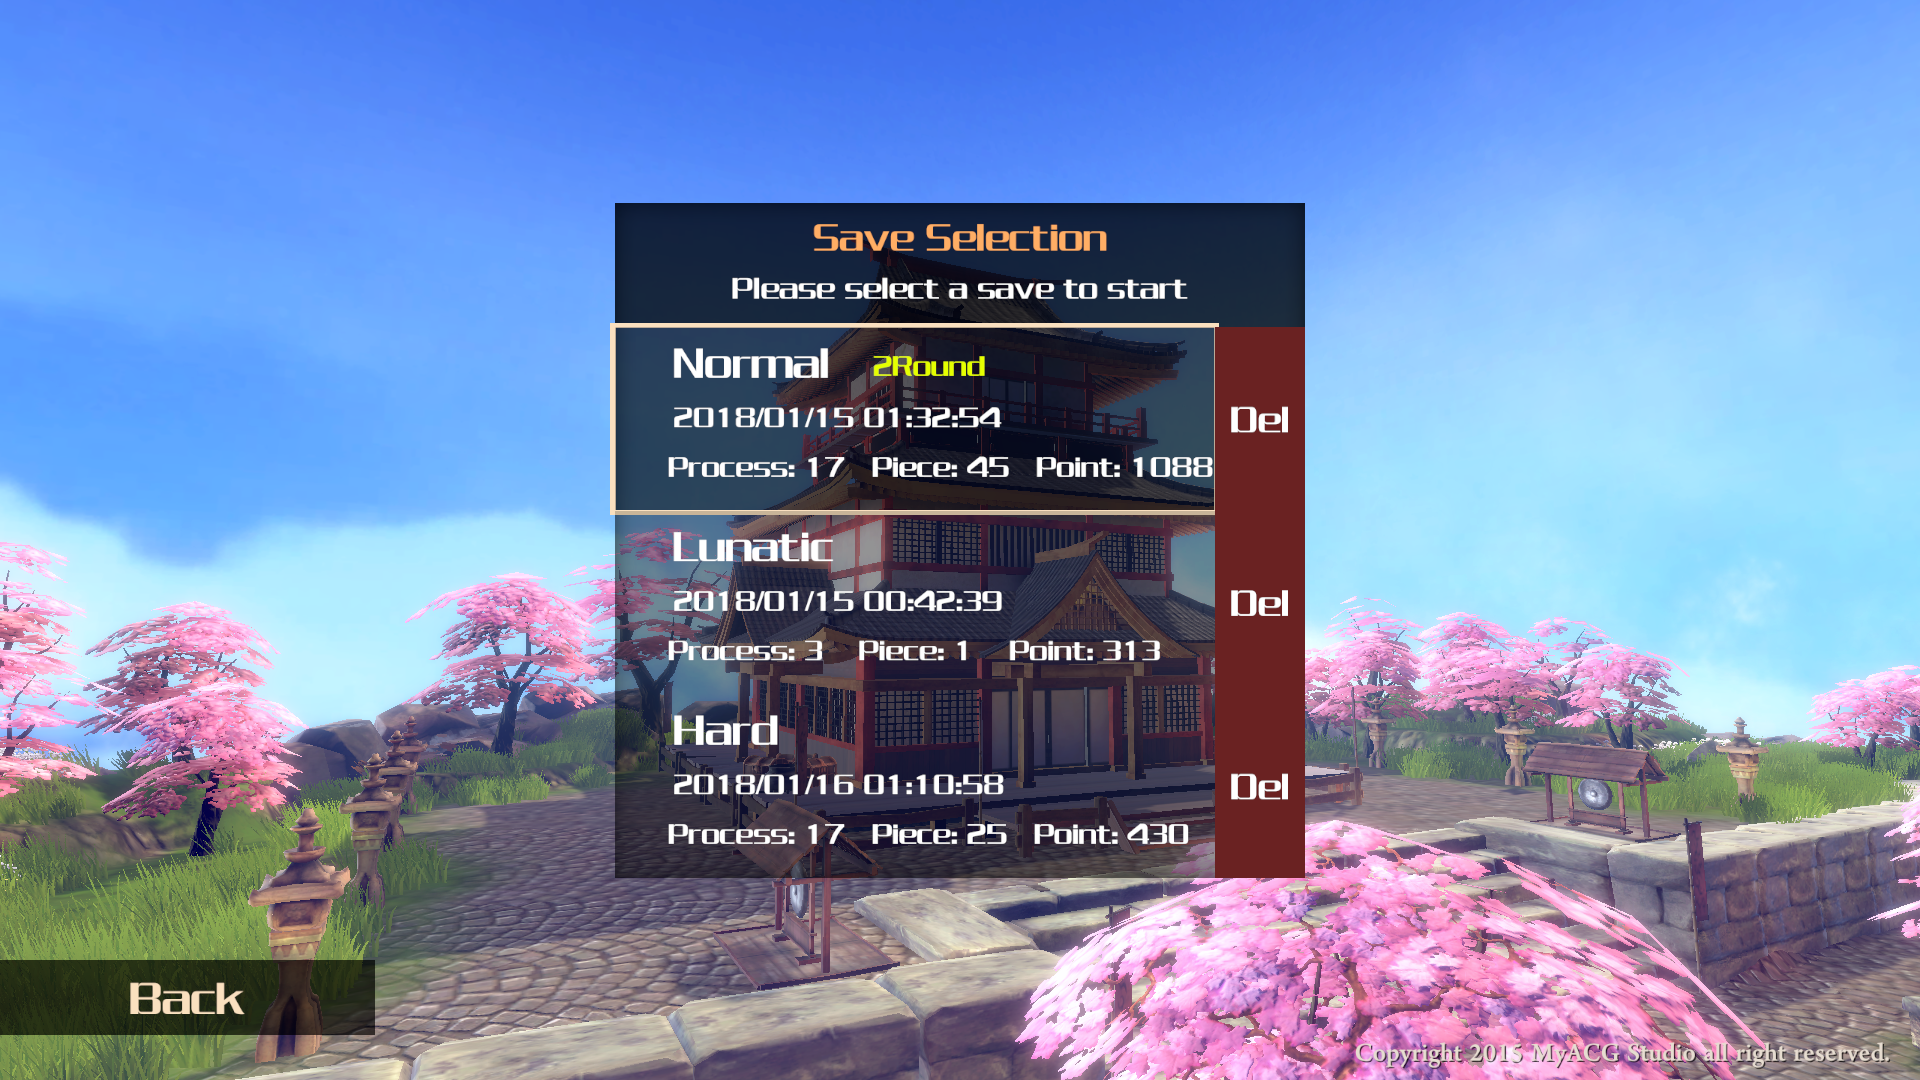 Save Selection
Please select a save to start
Normal 2Round
2018/01/15 01:32:54
Process: 17 Piece: 45 Point: 1088
Del
Lunatic
2018/01/15 00:42:39
Process: 3 Piece: 1 Point: 313
Del
Hard
2018/01/16 01:10:58
Process: 17 Piece: 25 Point: 430
Del
Back
Copyright 2015 MyACG Studio all right reserved.